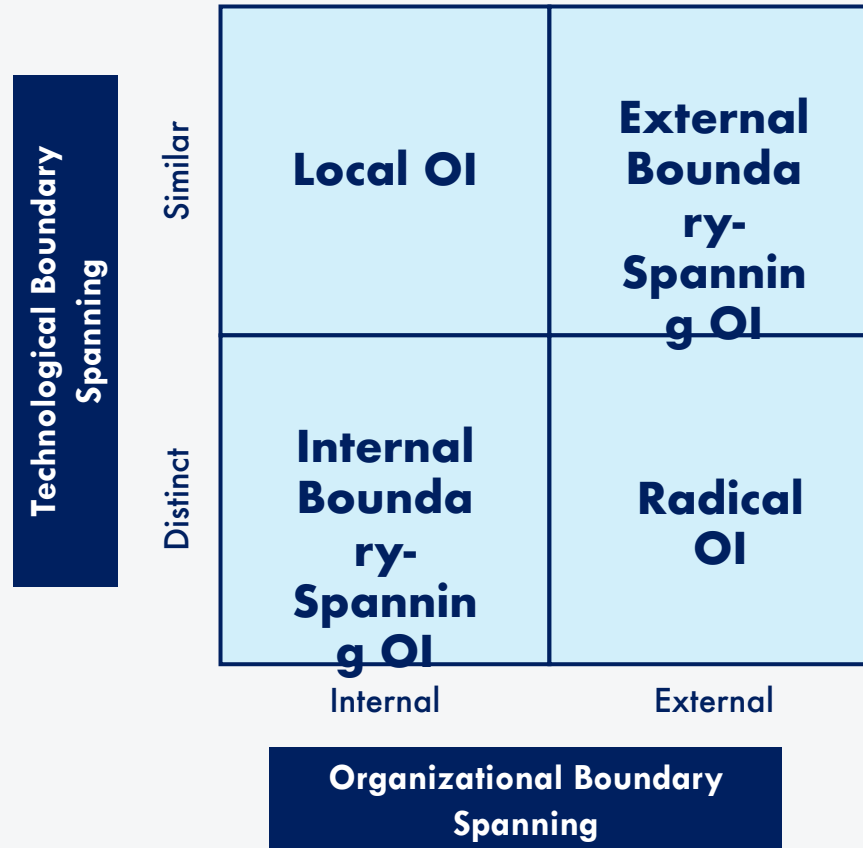 Technological Boundary
Spanning
Similar
Distinct
Local OI
External
Bounda
ry-
Spannin
g OI
Internal
Bounda
ry-
Spannin
g OI
Radical
OI
Internal
External
Organizational Boundary
Spanning